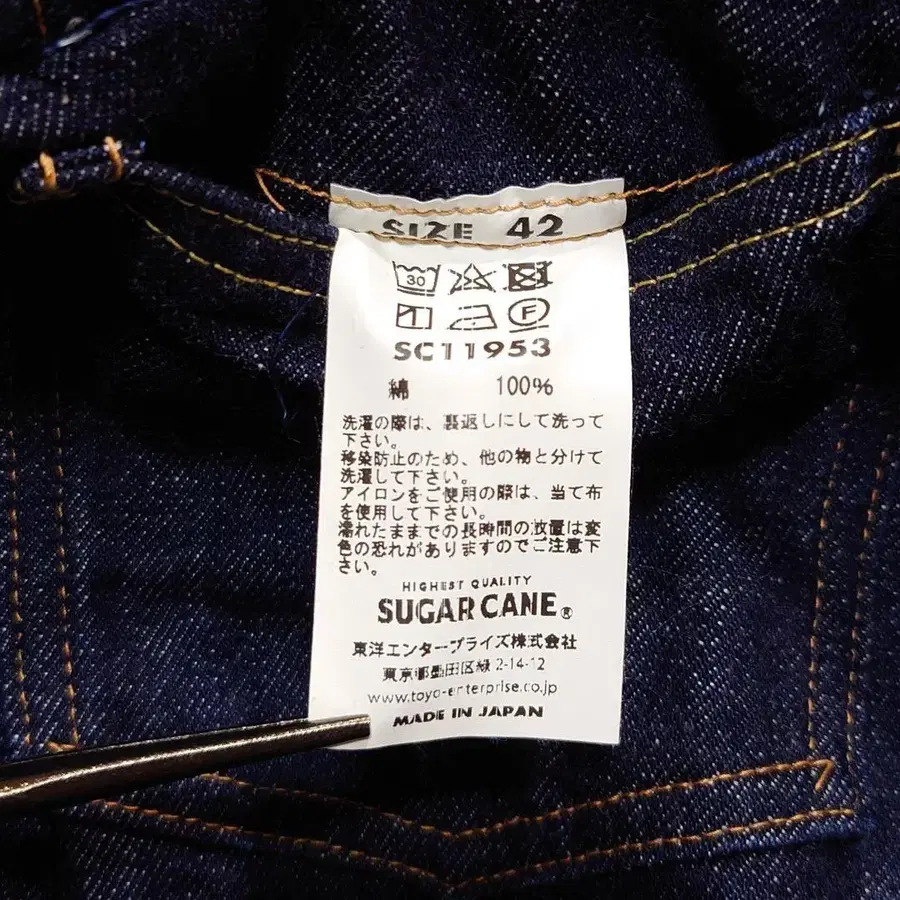 SIZE 42
30
F
SC11953
綿 100%
洗濯の際は、裏返しにして洗って
下さい。
移染防止のため、他の物と分けて
洗濯して下さい。
アイロンをご使用の際は、当て布
を使用して下さい。
濡れたままでの長時間の放置は変
色の恐れがありますのでご注意下
さい。
HIGHEST QUALITY
SUGAR CANE®
東洋エンタープライズ株式会社
東京都墨田区緑 2-14-12
www.toyo-enterprise.co.jp
MADE IN JAPAN